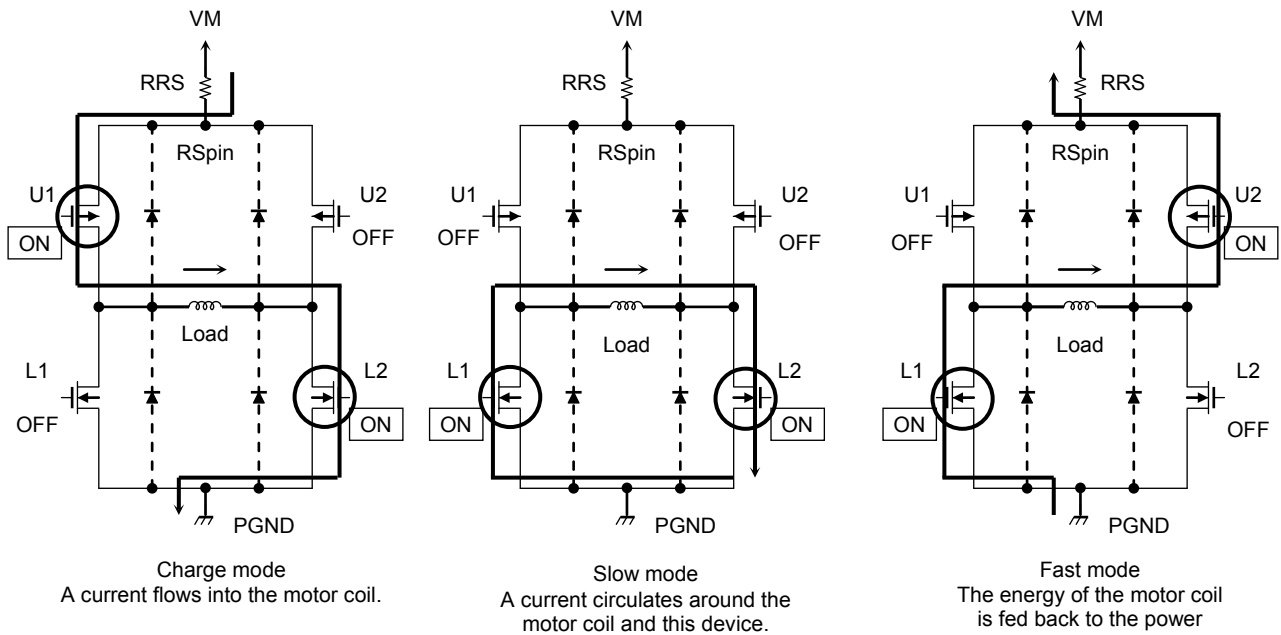 VM
RRS
RSpin
U1
U2
ON
OFF
Load
L1
L2
OFF
ON
PGND
Charge mode
A current flows into the motor coil.
VM
RRS
RSpin
U1
U2
OFF
OFF
Load
L1
L2
ON
ON
PGND
Slow mode
A current circulates around the
motor coil and this device.
VM
RRS
RSpin
U1
U2
OFF
ON
Load
L1
L2
ON
OFF
PGND
Fast mode
The energy of the motor coil
is fed back to the power